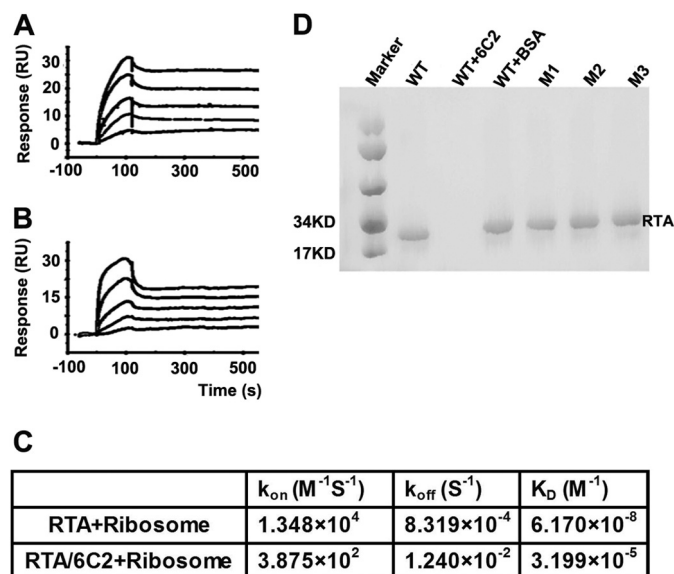 A
Response (RU)
30
20
10
0
-100
100
300
500
B
Response (RU)
30
15
0
-100
100
300
500
Time (s)
D
Marker
WT
WT+6C2
WT+BSA
M1
M2
M3
34KD
17KD
RTA
C
kon (M-1S-1) koff (S-1) KD (M-1)
RTA+Ribosome 1.348×104 8.319×10-4 6.170×10-8
RTA/6C2+Ribosome 3.875×102 1.240×10-2 3.199×10-5